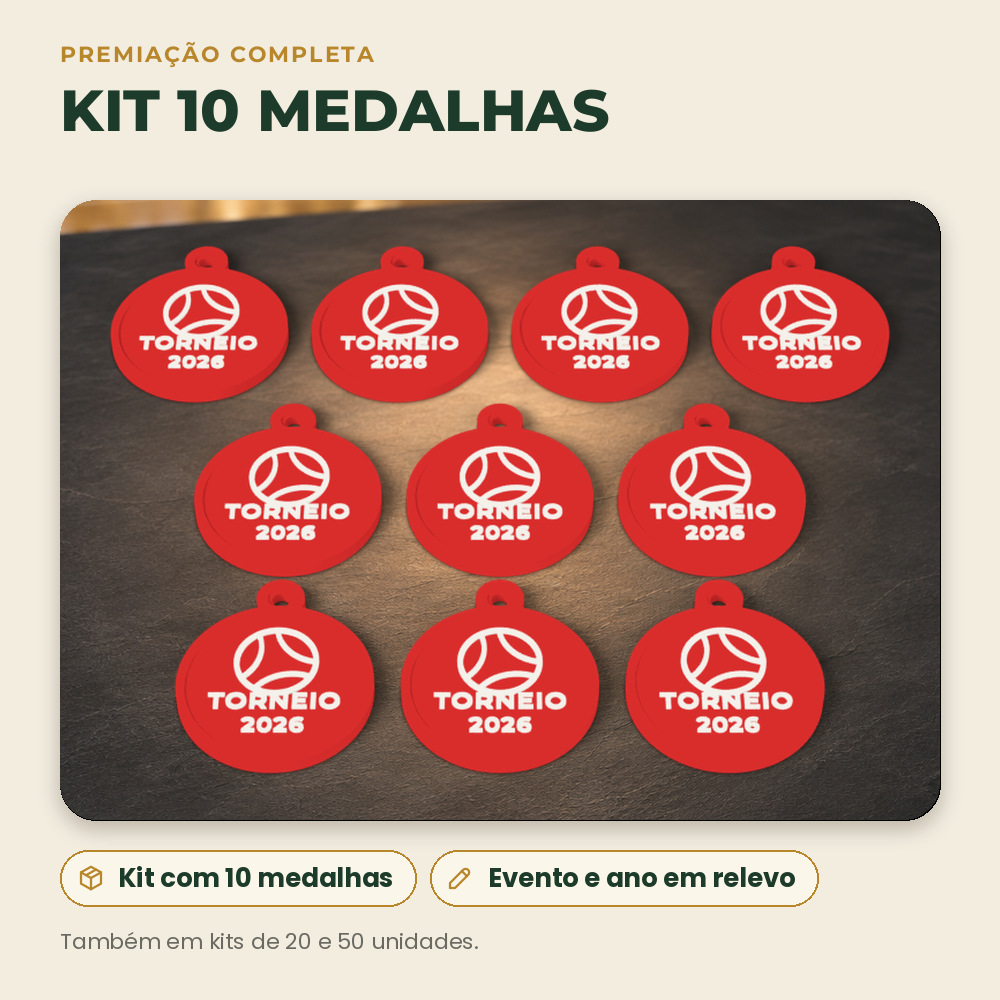 PREMIAÇÃO COMPLETA
KIT 10 MEDALHAS
TORNEIO
2026
TORNEIO
2026
TORNEIO
2026
TORNEIO
2026
TORNEIO
2026
TORNEIO
2026
TORNEIO
2026
TORNEIO
2026
TORNEIO
2026
TORNEIO
2026
Kit com 10 medalhas
Evento e ano em relevo
Também em kits de 20 e 50 unidades.